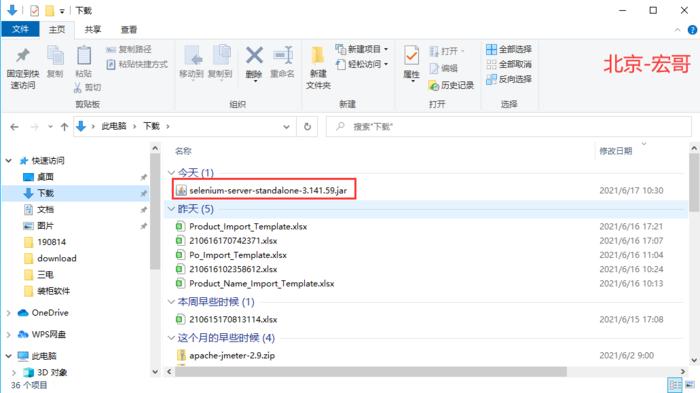 下载
文件 主页 共享 查看
固定到快速访问
复制
粘贴
复制路径
粘贴快捷方式
剪切
剪贴板
移动到
复制到
删除
重命名
组织
新建文件夹
新建项目
轻松访问
新建
属性
打开
编辑
历史记录
打开
全部选择
全部取消
反向选择
选择
北京-宏哥
此电脑 下载
搜索"下载"
快速访问
桌面
下载
文档
图片
190814
download
三电
装柜软件
OneDrive
WPS网盘
此电脑
3D 对象
名称 修改日期
今天 (1)
selenium-server-standalone-3.141.59.jar 2021/6/17 10:30
昨天 (5)
Product_Import_Template.xlsx 2021/6/16 17:21
210616170742371.xlsx 2021/6/16 17:07
Po_Import_Template.xlsx 2021/6/16 11:04
210616102358612.xlsx 2021/6/16 10:24
Product_Name_Import_Template.xlsx 2021/6/16 10:13
本周早些时候 (1)
210615170813114.xlsx 2021/6/15 17:08
这个月的早些时候 (4)
apache-jmeter-2.9.zip 2021/6/2 9:00
36 个项目